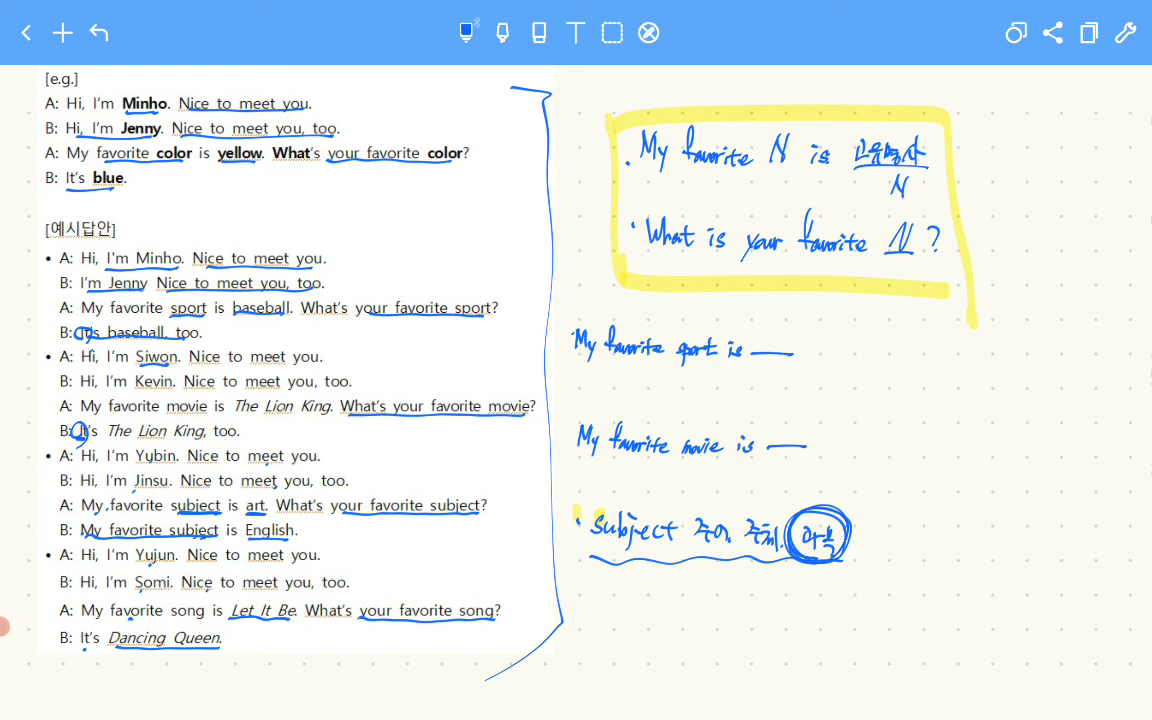 [e.g.]
A: Hi, I'm Minho. Nice to meet you.
B: Hi, I'm Jenny. Nice to meet you, too.
A: My favorite color is yellow. What's your favorite color?
B: It's blue.
[예시답안]
• A: Hi, I'm Minho. Nice to meet you.
B: I'm Jenny Nice to meet you, too.
A: My favorite sport is baseball. What's your favorite sport?
B: It's baseball, too.
• A: Hi, I'm Siwon. Nice to meet you.
B: Hi, I'm Kevin. Nice to meet you, too.
A: My favorite movie is The Lion King. What's your favorite movie?
B: It's The Lion King, too.
• A: Hi, I'm Yubin. Nice to meet you.
B: Hi, I'm Jinsu. Nice to meet you, too.
A: My favorite subject is art. What's your favorite subject?
B: My favorite subject is English.
• A: Hi, I'm Yujun. Nice to meet you.
B: Hi, I'm Somi. Nice to meet you, too.
A: My favorite song is Let It Be. What's your favorite song?
B: It's Dancing Queen.
· My favorite N is 고유명사
N
· What is your favorite N ?
· My favorite sport is
My favorite movie is
· Subject 주어, 주제, 과목